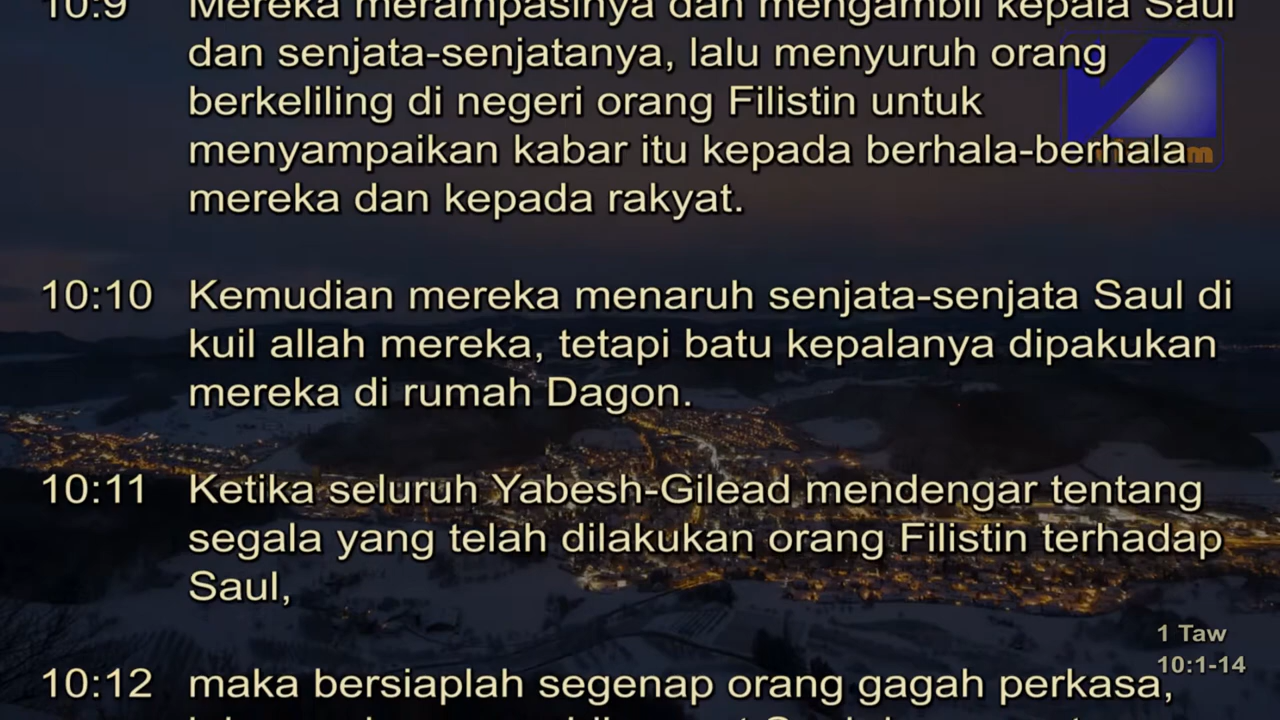 10:9 Mereka merampasinya dan mengambil kepala Saul
dan senjata-senjatanya, lalu menyuruh orang
berkeliling di negeri orang Filistin untuk
menyampaikan kabar itu kepada berhala-berhala
mereka dan kepada rakyat.
10:10 Kemudian mereka menaruh senjata-senjata Saul di
kuil allah mereka, tetapi batu kepalanya dipakukan
mereka di rumah Dagon.
10:11 Ketika seluruh Yabesh-Gilead mendengar tentang
segala yang telah dilakukan orang Filistin terhadap
Saul,
10:12 maka bersiaplah segenap orang gagah perkasa,
1 Taw
10:1-14